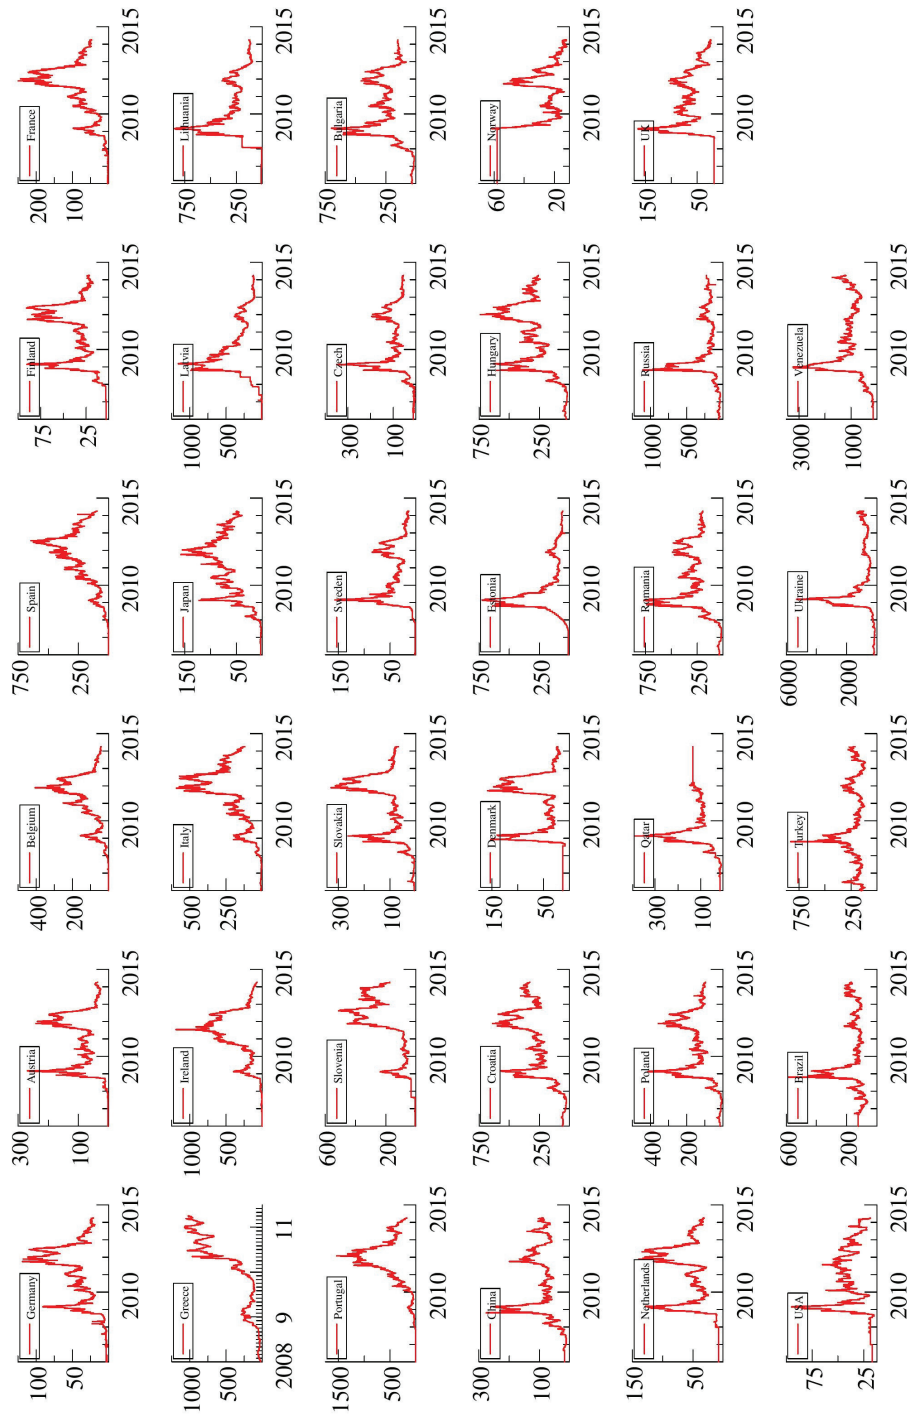 Germany
100
50
2010 2015
Austria
300
100
2010 2015
Belgium
400
200
2010 2015
Spain
750
250
2010 2015
Finland
75
25
2010 2015
France
200
100
2010 2015
Greece
1000
500
2008 9 11
Ireland
1000
500
2010 2015
Italy
500
250
2010 2015
Japan
150
50
2010 2015
Latvia
1000
500
2010 2015
Lithuania
750
250
2010 2015
Portugal
1500
500
2010 2015
Slovenia
600
200
2010 2015
Slovakia
300
100
2010 2015
Sweden
150
50
2010 2015
Czech
300
100
2010 2015
Bulgaria
750
250
2010 2015
China
300
100
2010 2015
Croatia
750
250
2010 2015
Denmark
150
50
2010 2015
Estonia
750
250
2010 2015
Hungary
750
250
2010 2015
Norway
60
20
2010 2015
Netherlands
150
50
2010 2015
Poland
400
200
2010 2015
Qatar
300
100
2010 2015
Romania
750
250
2010 2015
Russia
1000
500
2010 2015
UK
150
50
2010 2015
USA
75
25
2010 2015
Brazil
600
200
2010 2015
Turkey
750
250
2010 2015
Ukraine
6000
2000
2010 2015
Venezuela
3000
1000
2010 2015